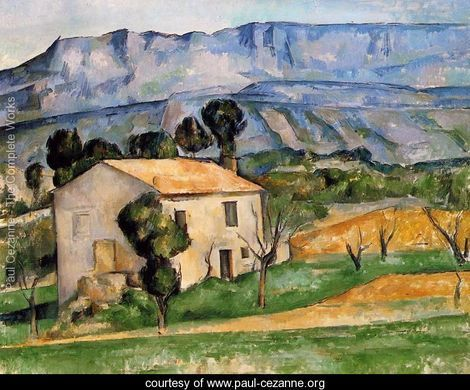 Paul Cezanne - The Complete Works
courtesy of www.paul-cezanne.org